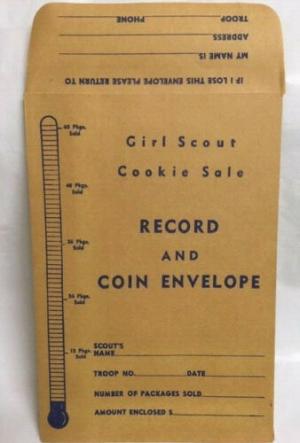 IF I LOSE THIS ENVELOPE PLEASE RETURN TO
MY NAME IS
ADDRESS
TROOP PHONE
Girl Scout
Cookie Sale
RECORD
AND
COIN ENVELOPE
60 Pkgs.
Sold
48 Pkgs.
Sold
36 Pkgs.
Sold
Pkgs.
Sold
12 Pkgs.
Sold
SCOUT'S
NAME
TROOP NO. DATE
NUMBER OF PACKAGES SOLD
AMOUNT ENCLOSED $